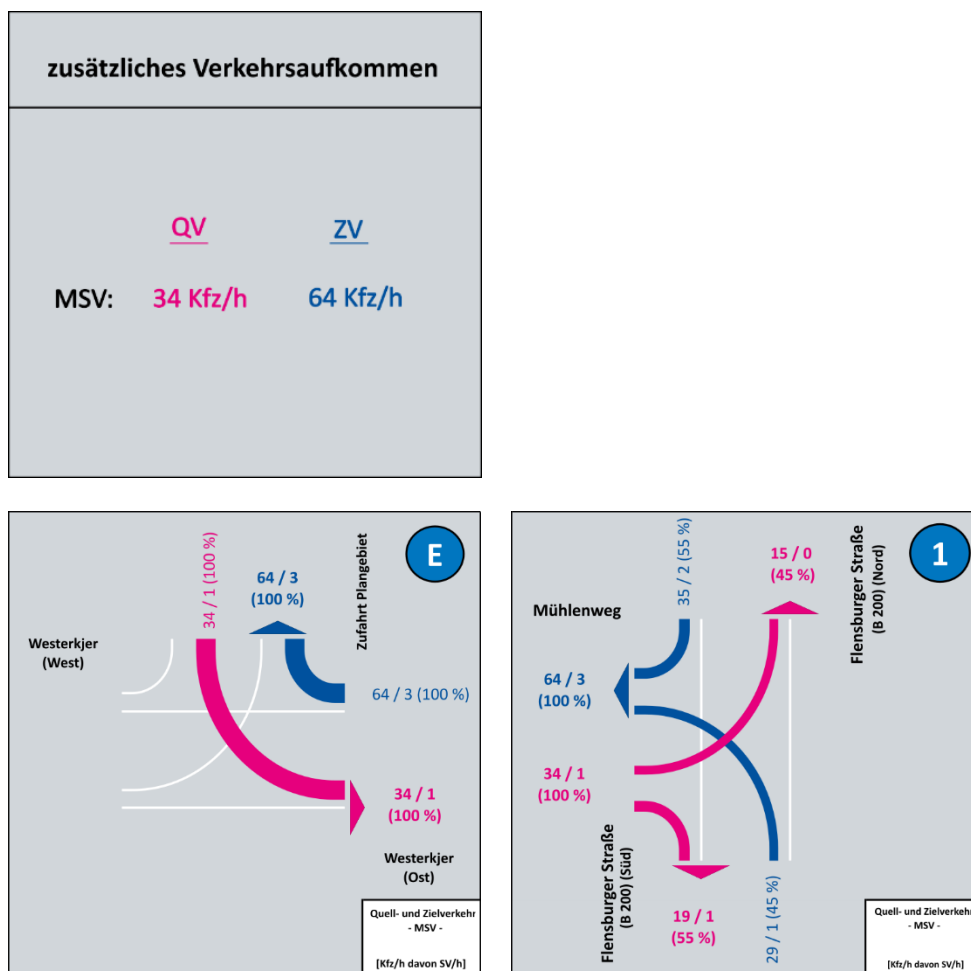 zusätzliches Verkehrsaufkommen
QV ZV
MSV: 34 Kfz/h 64 Kfz/h
E
34 / 1 (100 %)
64 / 3
(100 %)
Zufahrt Plangebiet
Westerkjer
(West)
64 / 3 (100 %)
34 / 1
(100 %)
Westerkjer
(Ost)
Quell- und Zielverkehr
- MSV -
[Kfz/h davon SV/h]
1
35 / 2 (55 %)
15 / 0
(45 %)
Flensburger Straße
(B 200) (Nord)
Mühlenweg
64 / 3
(100 %)
34 / 1
(100 %)
Flensburger Straße
(B 200) (Süd)
19 / 1
(55 %)
29 / 1 (45 %)
Quell- und Zielverkehr
- MSV -
[Kfz/h davon SV/h]